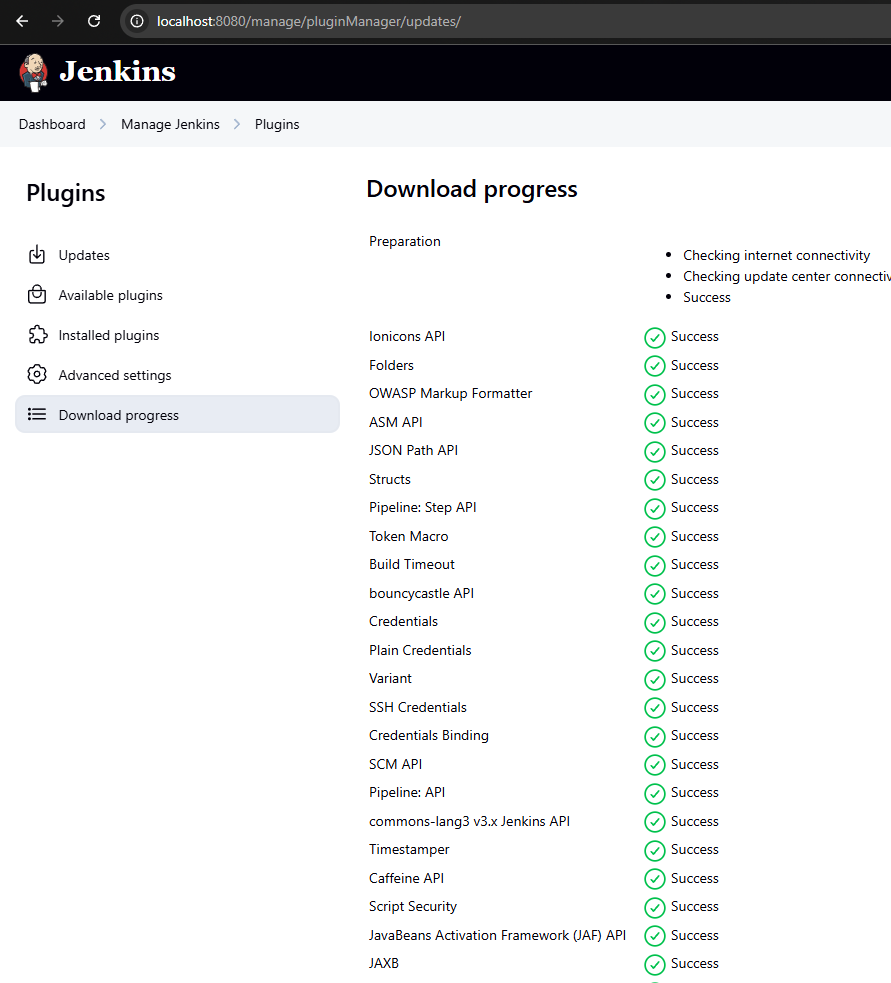 localhost:8080/manage/pluginManager/updates/
Jenkins
Dashboard
Manage Jenkins
Plugins
Plugins
Updates
Available plugins
Installed plugins
Advanced settings
Download progress
Download progress
Preparation
Checking internet connectivity
Checking update center connectiv
Success
Ionicons API Success
Folders Success
OWASP Markup Formatter Success
ASM API Success
JSON Path API Success
Structs Success
Pipeline: Step API Success
Token Macro Success
Build Timeout Success
bouncycastle API Success
Credentials Success
Plain Credentials Success
Variant Success
SSH Credentials Success
Credentials Binding Success
SCM API Success
Pipeline: API Success
commons-lang3 v3.x Jenkins API Success
Timestamper Success
Caffeine API Success
Script Security Success
JavaBeans Activation Framework (JAF) API Success
JAXB Success